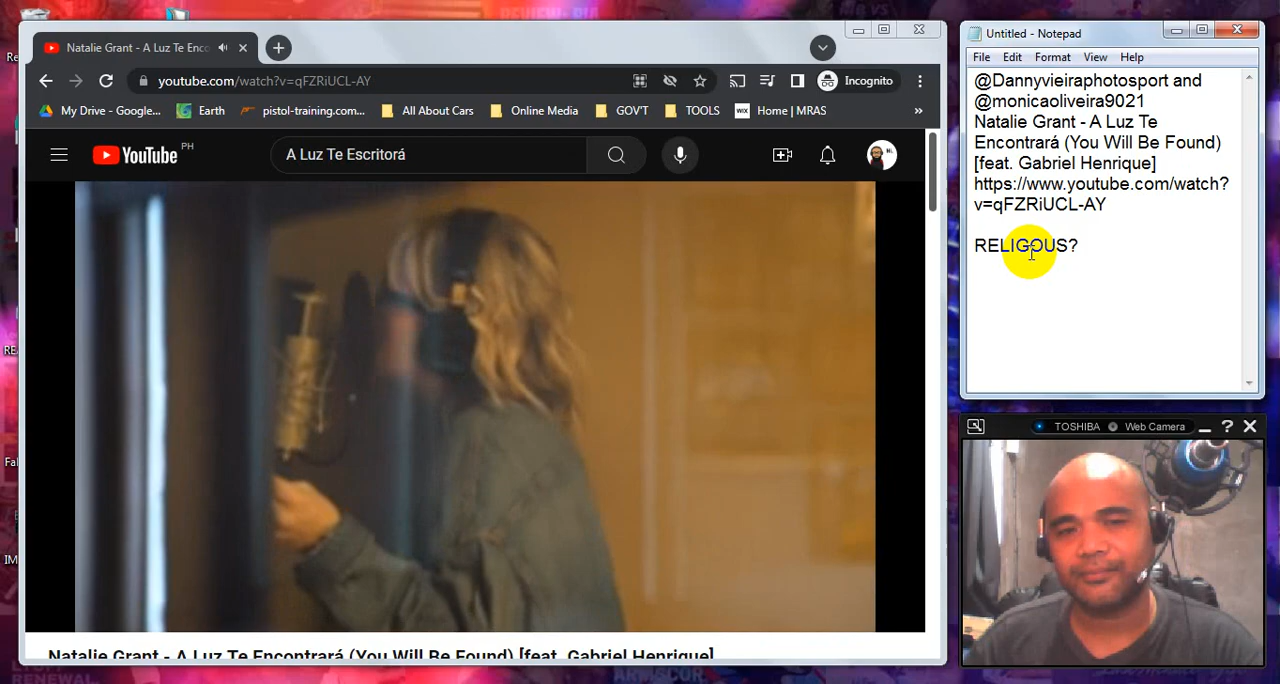 Natalie Grant - A Luz Te Enco
youtube.com/watch?v=qFZRiUCL-AY
Incognito
My Drive - Google...
Earth
pistol-training.com...
All About Cars
Online Media
GOV'T
TOOLS
WIX
Home | MRAS
»
YouTube PH
A Luz Te Escritorá
Natalie Grant - A Luz Te Encontrará (You Will Be Found) [feat. Gabriel Henrique]
Untitled - Notepad
File Edit Format View Help
@Dannyvieiraphotosport and
@monicaoliveira9021
Natalie Grant - A Luz Te
Encontrará (You Will Be Found)
[feat. Gabriel Henrique]
https://www.youtube.com/watch?
v=qFZRiUCL-AY
RELIGOUS?
TOSHIBA Web Camera
RENEWAL
ARMSCOR